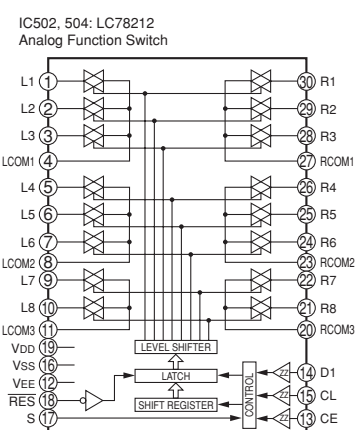 IC502, 504: LC78212
Analog Function Switch
L1 1 30 R1
L2 2 29 R2
L3 3 28 R3
LCOM1 4 27 RCOM1
L4 5 26 R4
L5 6 25 R5
L6 7 24 R6
LCOM2 8 23 RCOM2
L7 9 22 R7
L8 10 21 R8
LCOM3 11 20 RCOM3
VDD 19 LEVEL SHIFTER
VSS 16 LATCH 14 D1
VEE 12 CONTROL 15 CL
RES 18 SHIFT REGISTER
S 17 13 CE